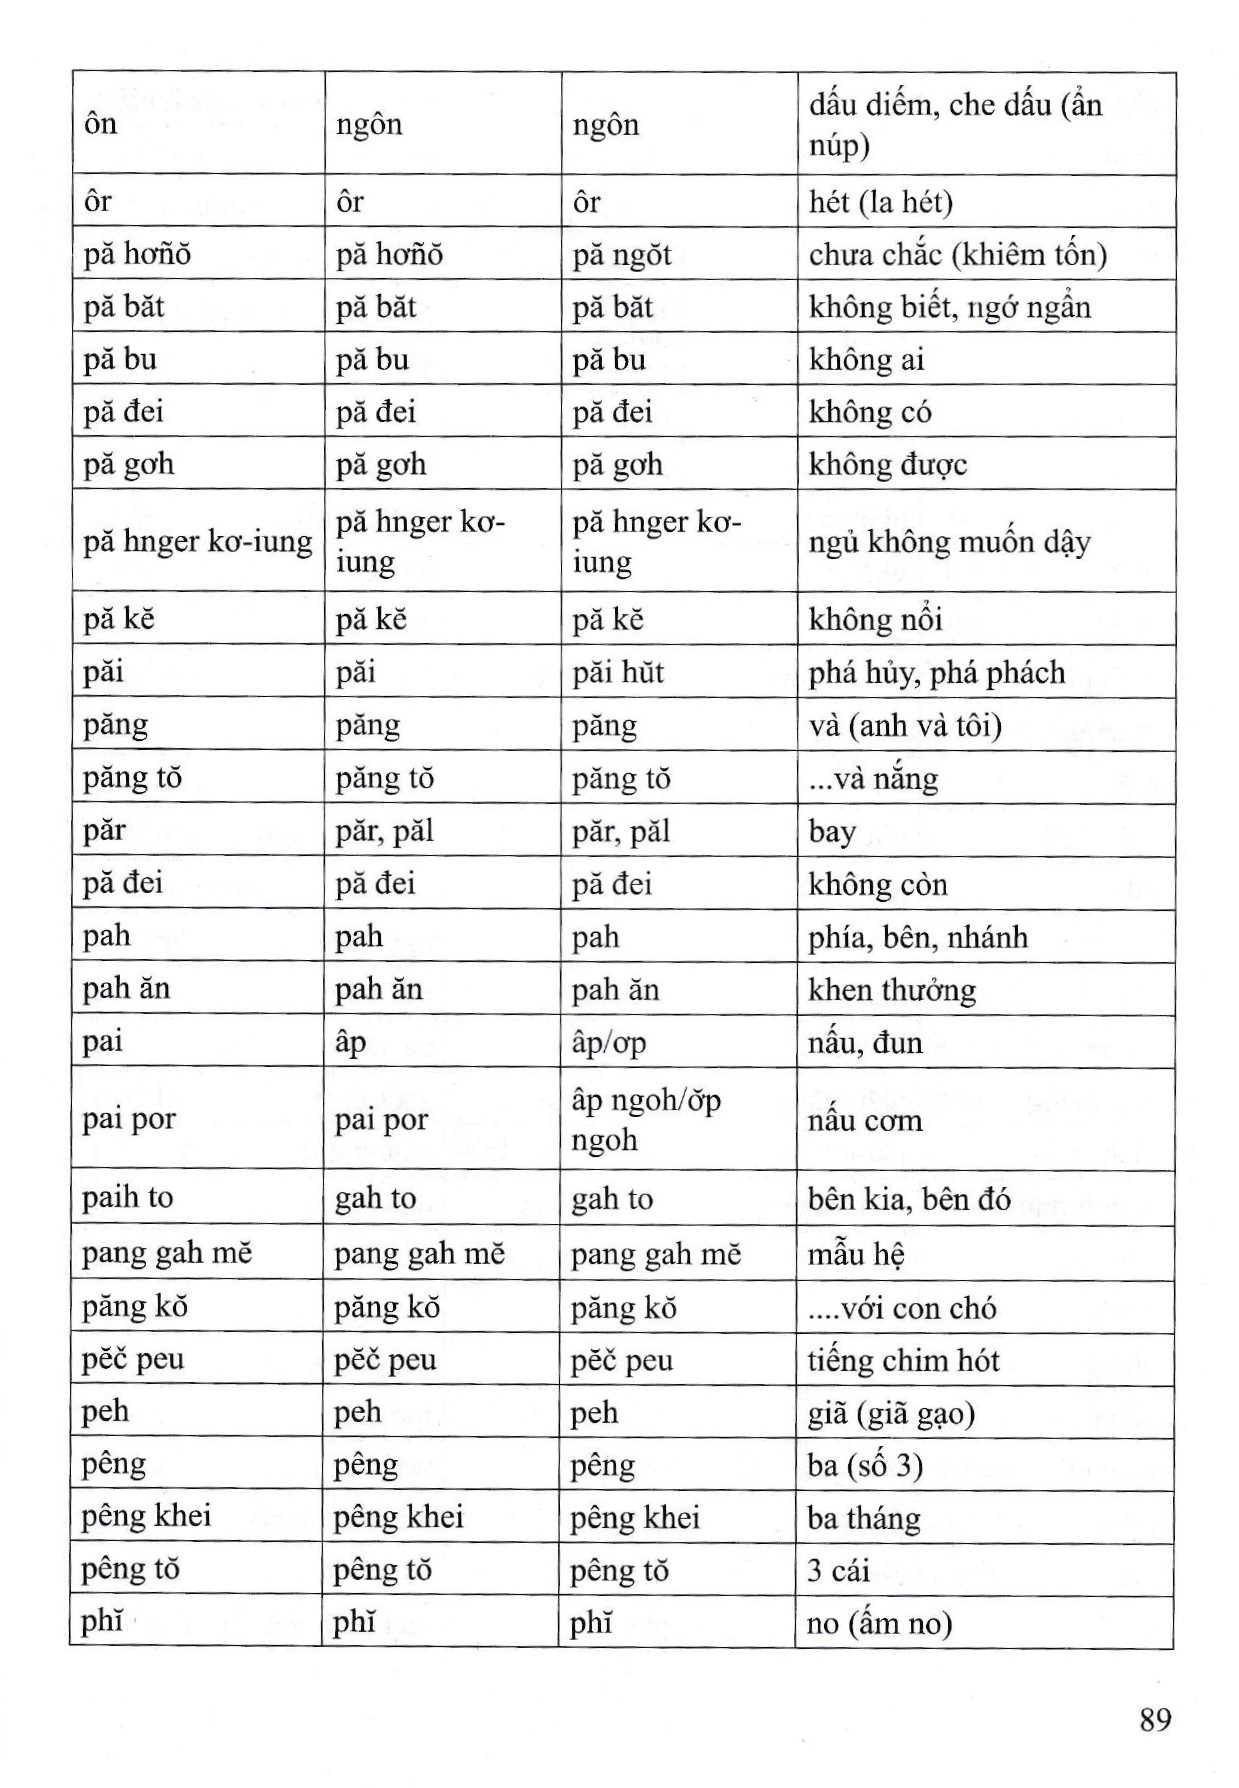 ôn ngôn ngôn dấu diếm, che dấu (ẩn
núp)
ôr ôr ôr hét (la hét)
pă hơñŏ pă hơñŏ pă ngŏt chưa chắc (khiêm tốn)
pă băt pă băt pă băt không biết, ngớ ngẩn
pă bu pă bu pă bu không ai
pă đei pă đei pă đei không có
pă gơh pă gơh pă gơh không được
pă hnger kơ-iung pă hnger kơ- pă hnger kơ- ngủ không muốn dậy
iung iung
pă kĕ pă kĕ pă kĕ không nổi
păi păi păi hŭt phá hủy, phá phách
păng păng păng và (anh và tôi)
păng tŏ păng tŏ păng tŏ ...và nắng
păr păr, păl păr, păl bay
pă đei pă đei pă đei không còn
pah pah pah phía, bên, nhánh
pah ăn pah ăn pah ăn khen thưởng
pai âp âp/ơp nấu, đun
pai por pai por âp ngoh/ơ̆p nấu cơm
ngoh
paih to gah to gah to bên kia, bên đó
pang gah mĕ pang gah mĕ pang gah mĕ mẫu hệ
păng kŏ păng kŏ păng kŏ ....với con chó
pĕč peu pĕč peu pĕč peu tiếng chim hót
peh peh peh giã (giã gạo)
pêng pêng pêng ba (số 3)
pêng khei pêng khei pêng khei ba tháng
pêng tŏ pêng tŏ pêng tŏ 3 cái
phĭ phĭ phĭ no (ấm no)
89